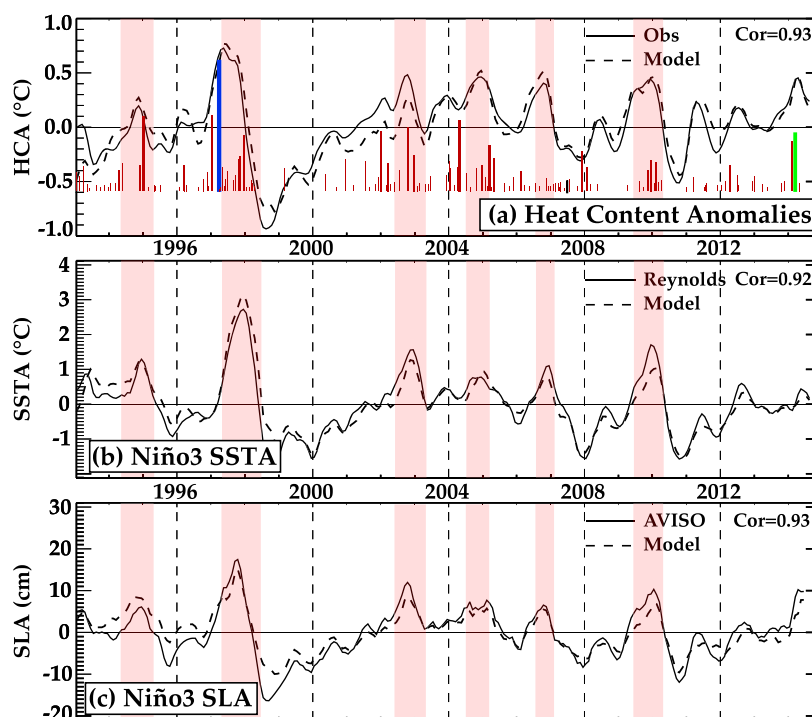 1.0
Obs Cor=0.93
Model
0.5
HCA (°C)
0.0
-0.5
(a) Heat Content Anomalies
-1.0
1996 2000 2004 2008 2012
4
Reynolds Cor=0.92
Model
3
SSTA (°C)
2
1
0
-1
(b) Niño3 SSTA
1996 2000 2004 2008 2012
30
AVISO Cor=0.93
Model
20
SLA (cm)
10
0
-10
(c) Niño3 SLA
-20